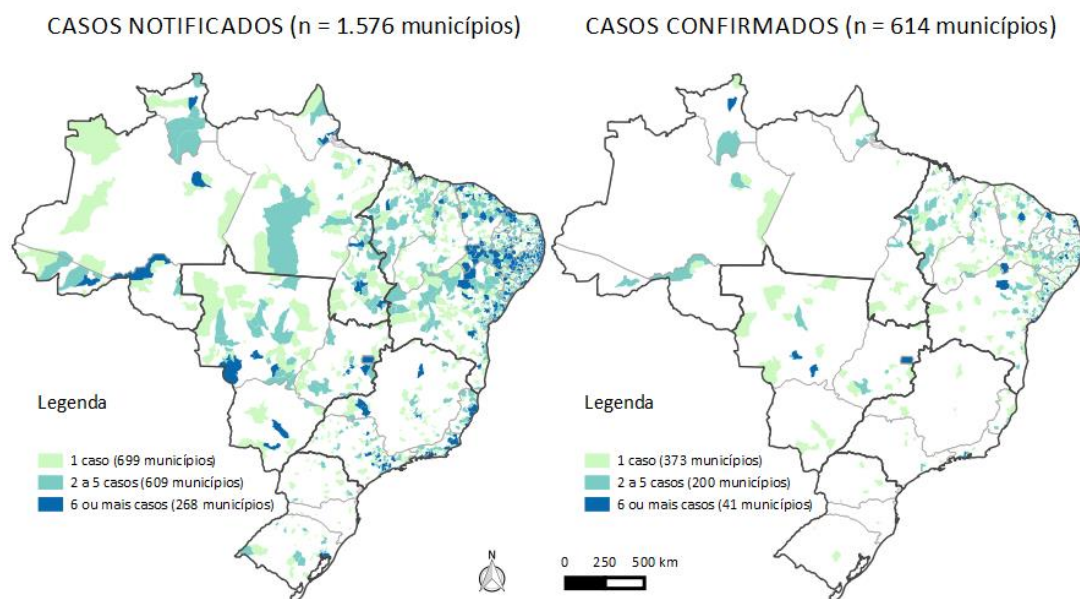 CASOS NOTIFICADOS (n = 1.576 municípios)
CASOS CONFIRMADOS (n = 614 municípios)
Legenda
1 caso (699 municípios)
2 a 5 casos (609 municípios)
6 ou mais casos (268 municípios)
N
0 250 500 km
Legenda
1 caso (373 municípios)
2 a 5 casos (200 municípios)
6 ou mais casos (41 municípios)